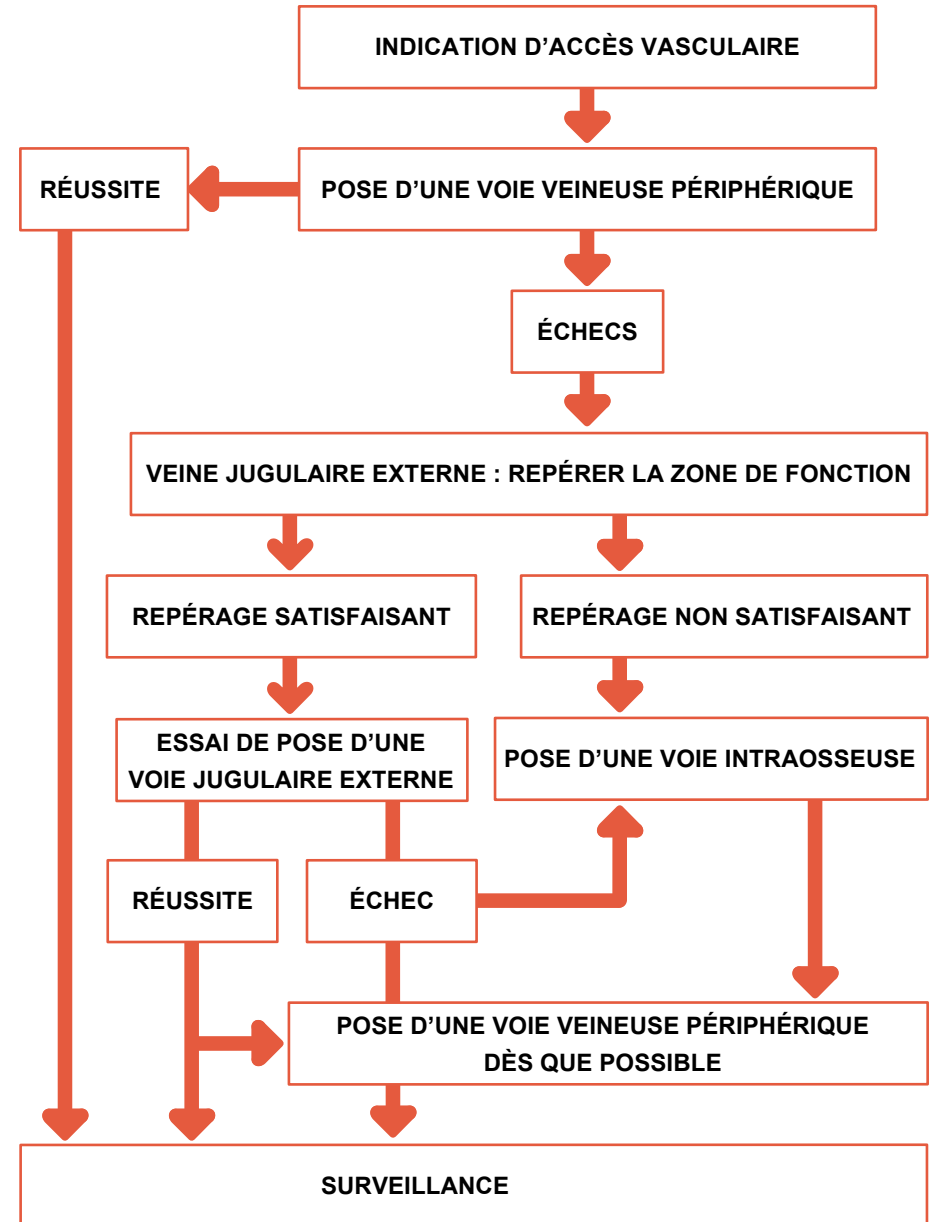 INDICATION D’ACCÈS VASCULAIRE
RÉUSSITE
POSE D’UNE VOIE VEINEUSE PÉRIPHÉRIQUE
ÉCHECS
VEINE JUGULAIRE EXTERNE : REPÉRER LA ZONE DE FONCTION
REPÉRAGE SATISFAISANT
REPÉRAGE NON SATISFAISANT
ESSAI DE POSE D’UNE
VOIE JUGULAIRE EXTERNE
POSE D’UNE VOIE INTRAOSSEUSE
RÉUSSITE
ÉCHEC
POSE D’UNE VOIE VEINEUSE PÉRIPHÉRIQUE
DÈS QUE POSSIBLE
SURVEILLANCE